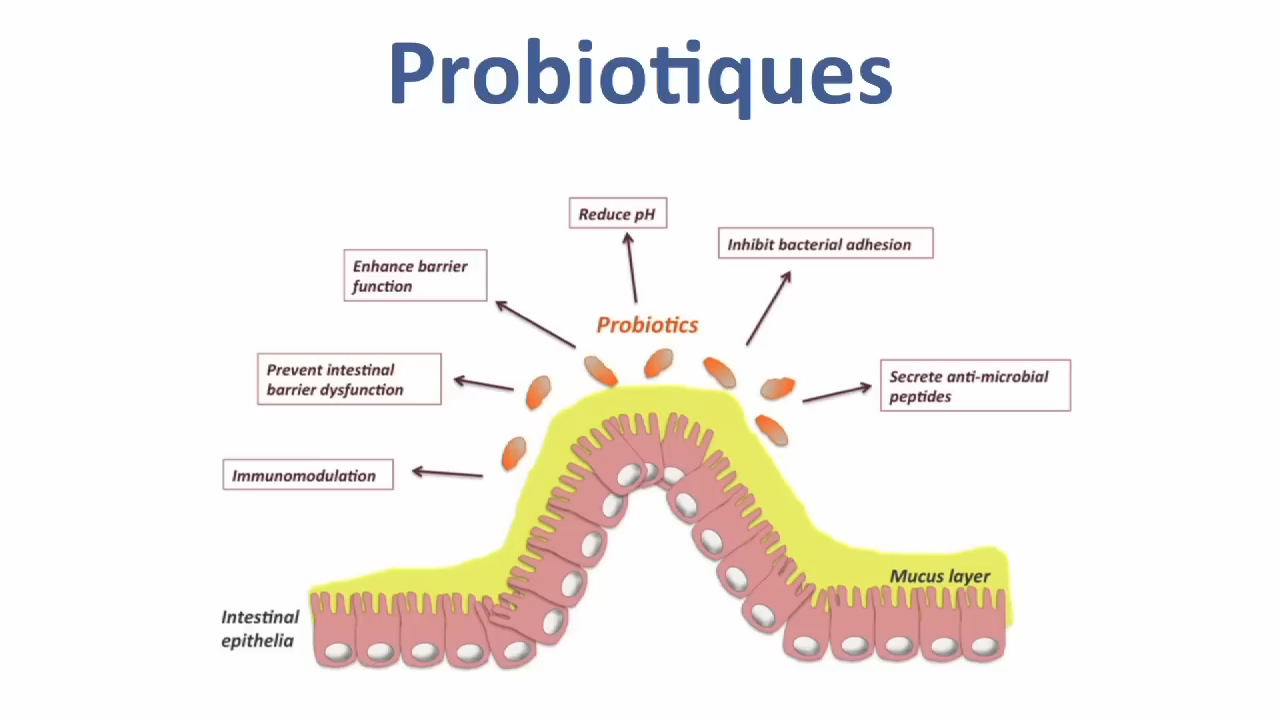 Probiotiques
Reduce pH
Inhibit bacterial adhesion
Enhance barrier
function
Probiotics
Prevent intestinal
barrier dysfunction
Secrete anti-microbial
peptides
Immunomodulation
Mucus layer
Intestinal
epithelia